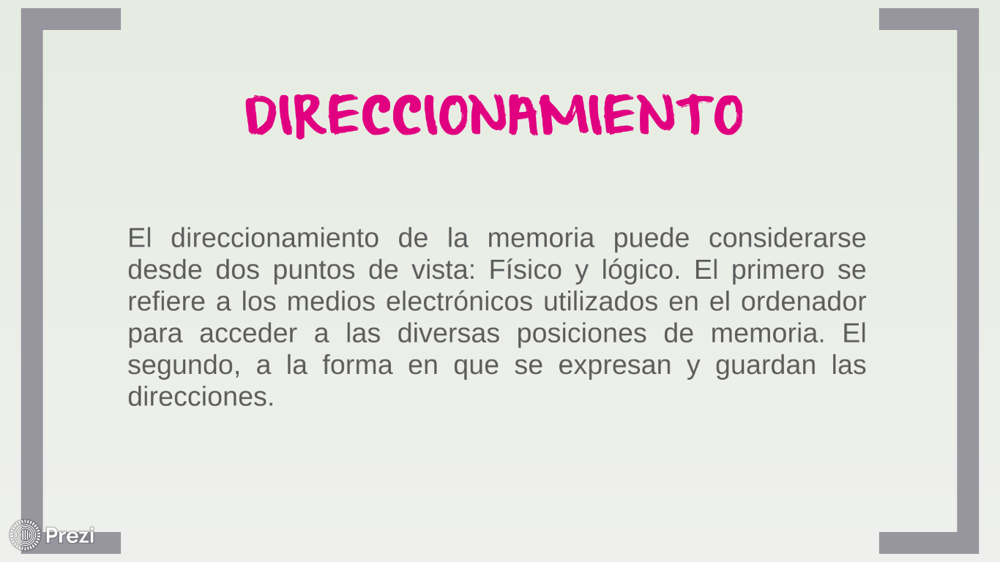 DIRECCIONAMIENTO
El direccionamiento de la memoria puede considerarse
desde dos puntos de vista: Físico y lógico. El primero se
refiere a los medios electrónicos utilizados en el ordenador
para acceder a las diversas posiciones de memoria. El
segundo, a la forma en que se expresan y guardan las
direcciones.
Prezi